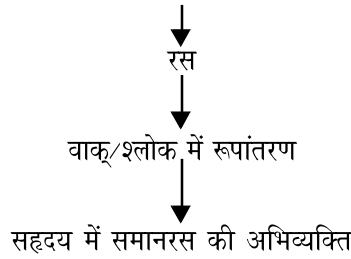 रस
वाक्/श्लोक में रूपांतरण
सहृदय में समानरस की अभिव्यक्ति